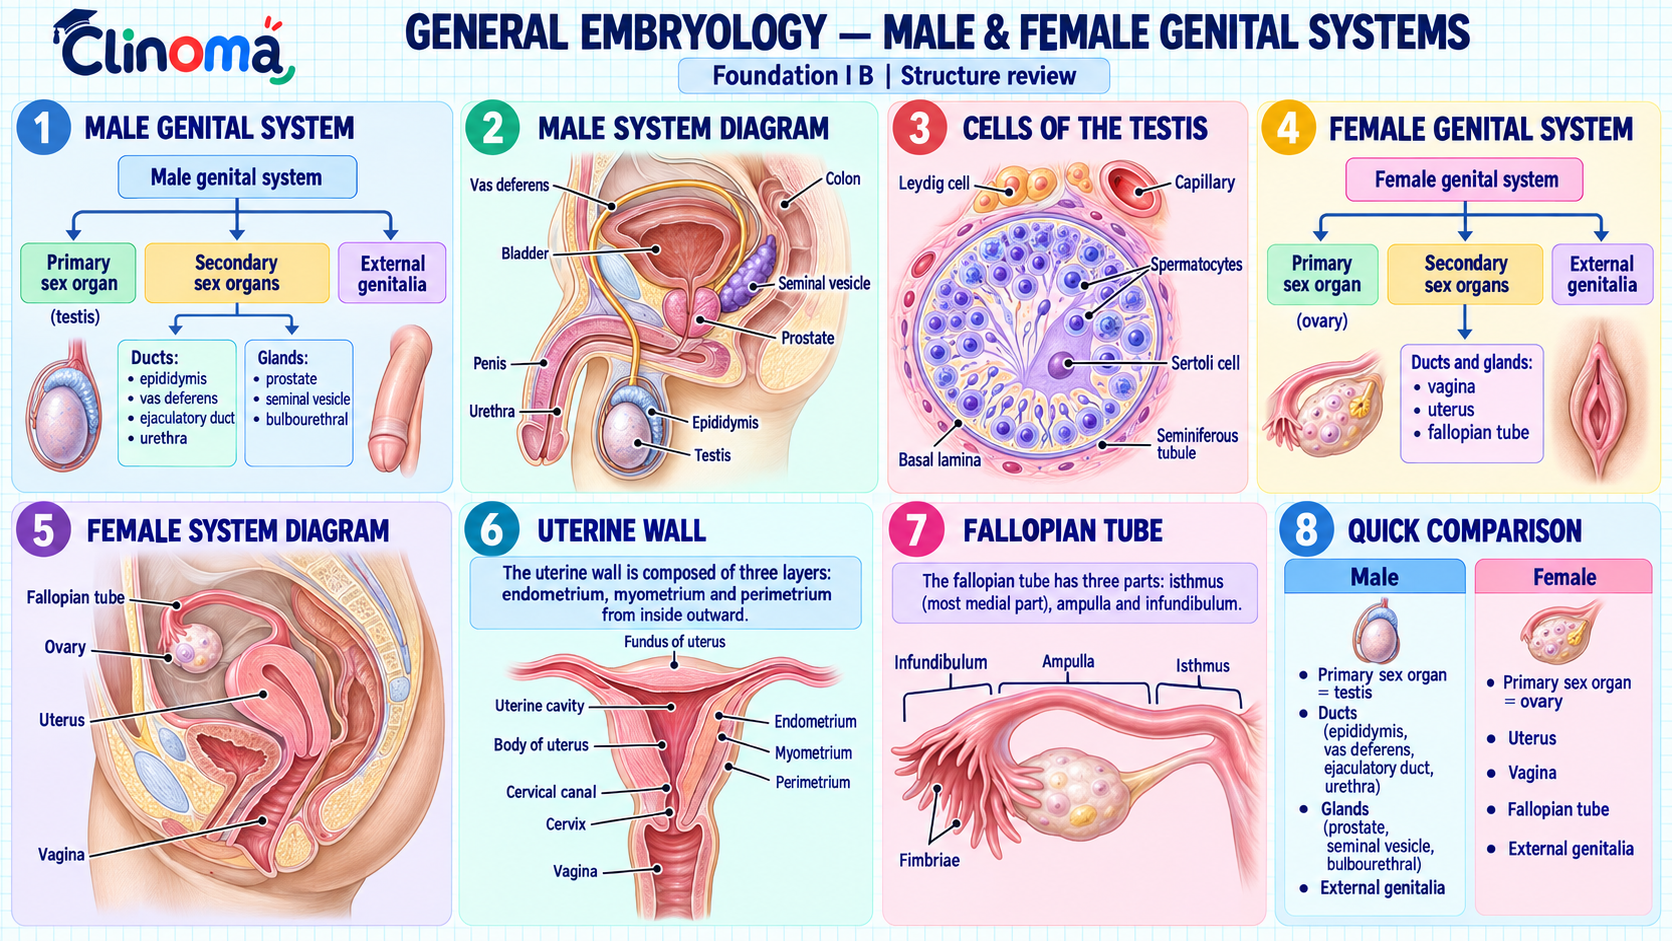 Clinoma
GENERAL EMBRYOLOGY — MALE & FEMALE GENITAL SYSTEMS
Foundation I B | Structure review
1
MALE GENITAL SYSTEM
Male genital system
Primary
sex organ
(testis)
Secondary
sex organs
External
genitalia
Ducts:
• epididymis
• vas deferens
• ejaculatory duct
• urethra
Glands:
• prostate
• seminal vesicle
• bulbourethral
2
MALE SYSTEM DIAGRAM
Vas deferens
Colon
Bladder
Seminal vesicle
Prostate
Penis
Urethra
Epididymis
Testis
3
CELLS OF THE TESTIS
Leydig cell
Capillary
Spermatocytes
Sertoli cell
Basal lamina
Seminiferous
tubule
4
FEMALE GENITAL SYSTEM
Female genital system
Primary
sex organ
(ovary)
Secondary
sex organs
External
genitalia
Ducts and glands:
• vagina
• uterus
• fallopian tube
5
FEMALE SYSTEM DIAGRAM
Fallopian tube
Ovary
Uterus
Vagina
6
UTERINE WALL
The uterine wall is composed of three layers:
endometrium, myometrium and perimetrium
from inside outward.
Fundus of uterus
Uterine cavity
Body of uterus
Cervical canal
Cervix
Vagina
Endometrium
Myometrium
Perimetrium
7
FALLOPIAN TUBE
The fallopian tube has three parts: isthmus
(most medial part), ampulla and infundibulum.
Infundibulum
Ampulla
Isthmus
Fimbriae
8
QUICK COMPARISON
Male
• Primary sex organ
= testis
• Ducts
(epididymis,
vas deferens,
ejaculatory duct,
urethra)
• Glands
(prostate,
seminal vesicle,
bulbourethral)
• External genitalia
Female
• Primary sex organ
= ovary
• Uterus
• Vagina
• Fallopian tube
• External genitalia